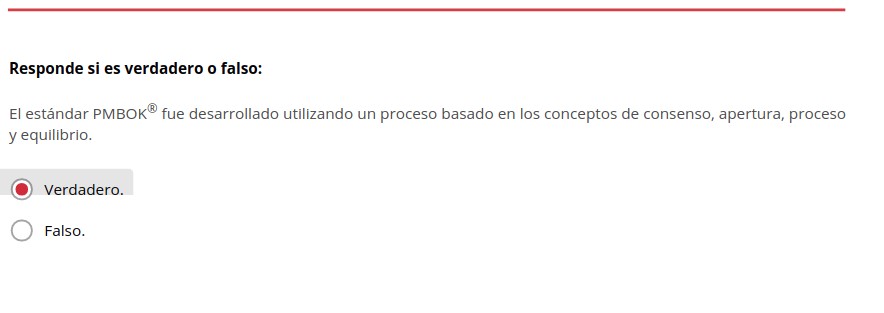 Responde si es verdadero o falso:
El estándar PMBOK® fue desarrollado utilizando un proceso basado en los conceptos de consenso, apertura, proceso
y equilibrio.
Verdadero.
Falso.